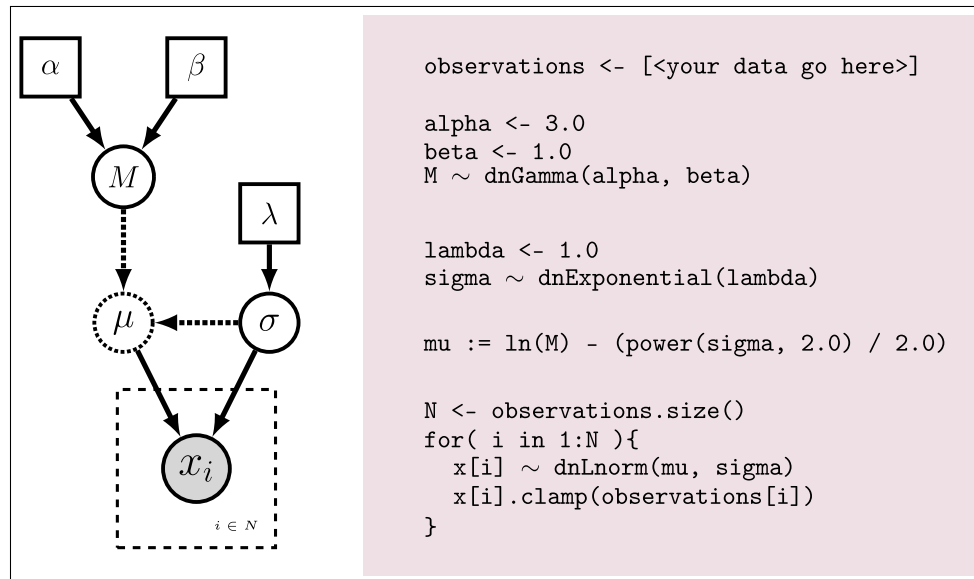 α β
M
λ
μ σ
x_i
i ∈ N
observations <- [<your data go here>]
alpha <- 3.0
beta <- 1.0
M ∼ dnGamma(alpha, beta)
lambda <- 1.0
sigma ∼ dnExponential(lambda)
mu := ln(M) - (power(sigma, 2.0) / 2.0)
N <- observations.size()
for( i in 1:N ){
  x[i] ∼ dnLnorm(mu, sigma)
  x[i].clamp(observations[i])
}